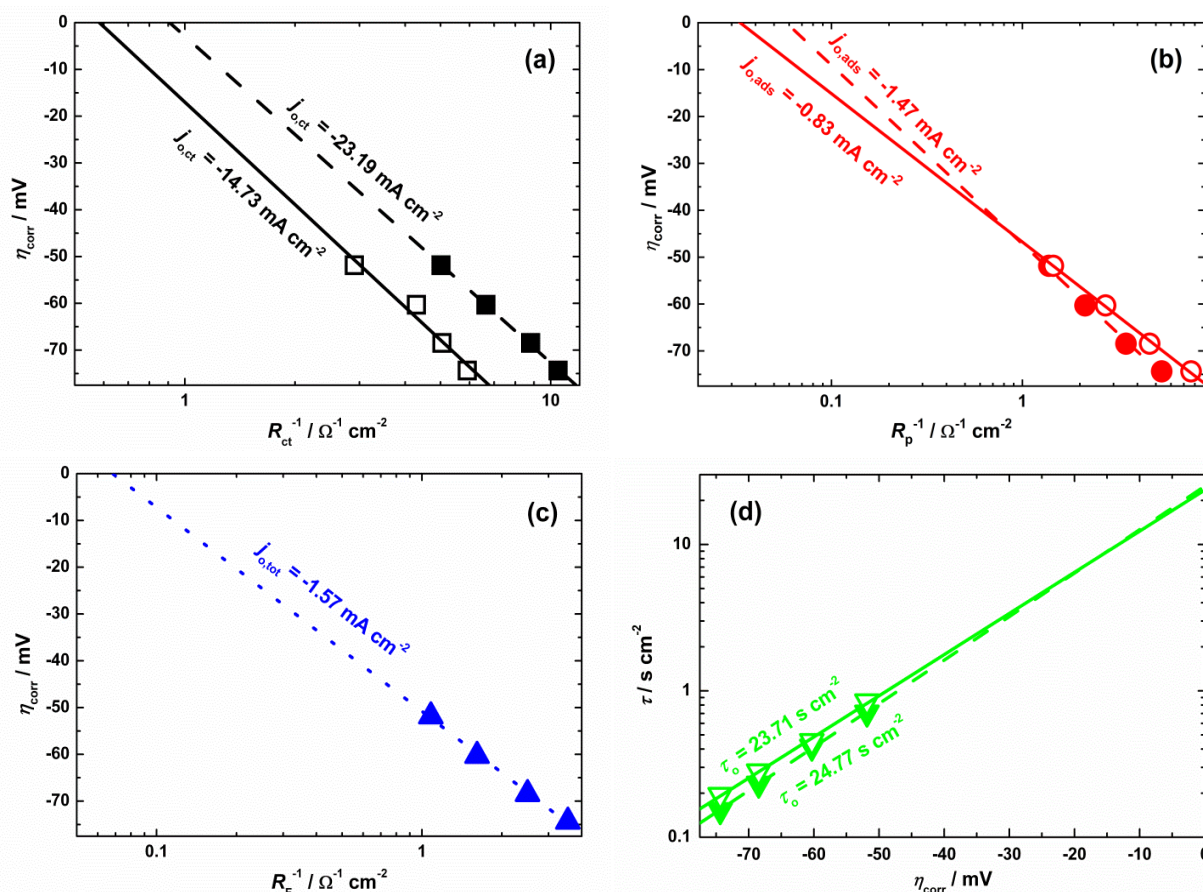 0
-10
-20
-30
-40
-50
-60
-70
η_corr / mV
(a)
j_o,ct = -23.19 mA cm⁻²
j_o,ct = -14.73 mA cm⁻²
1
10
R_ct⁻¹ / Ω⁻¹ cm⁻²
0
-10
-20
-30
-40
-50
-60
-70
η_corr / mV
(b)
j_o,ads = -1.47 mA cm⁻²
j_o,ads = -0.83 mA cm⁻²
0.1
1
R_p⁻¹ / Ω⁻¹ cm⁻²
0
-10
-20
-30
-40
-50
-60
-70
η_corr / mV
(c)
j_o,tot = -1.57 mA cm⁻²
0.1
1
R_F⁻¹ / Ω⁻¹ cm⁻²
10
1
0.1
τ / s cm⁻²
(d)
τ_o = 23.71 s cm⁻²
τ_o = 24.77 s cm⁻²
-70
-60
-50
-40
-30
-20
-10
0
η_corr / mV